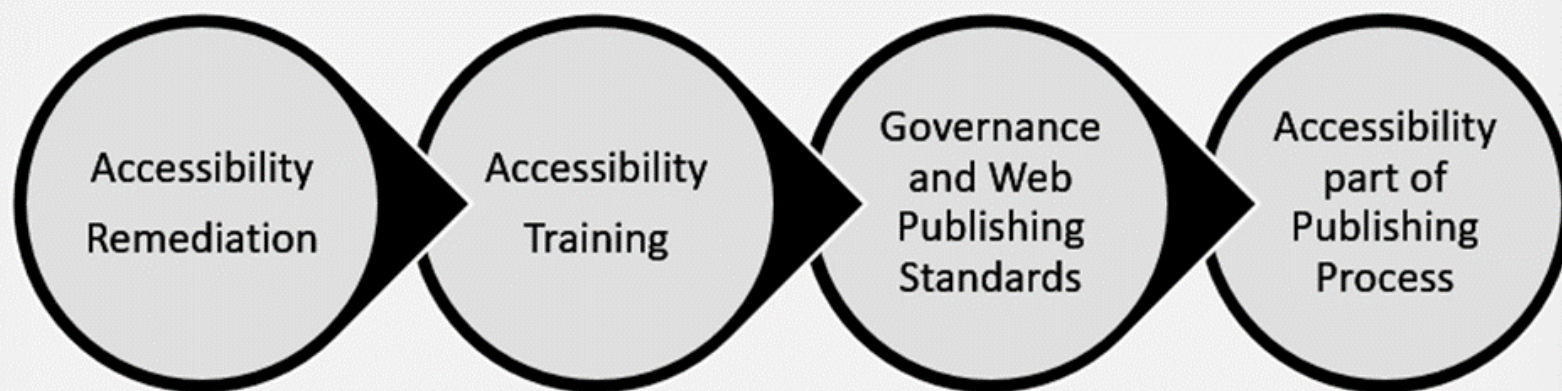 Accessibility
Remediation
Accessibility
Training
Governance
and Web
Publishing
Standards
Accessibility
part of
Publishing
Process